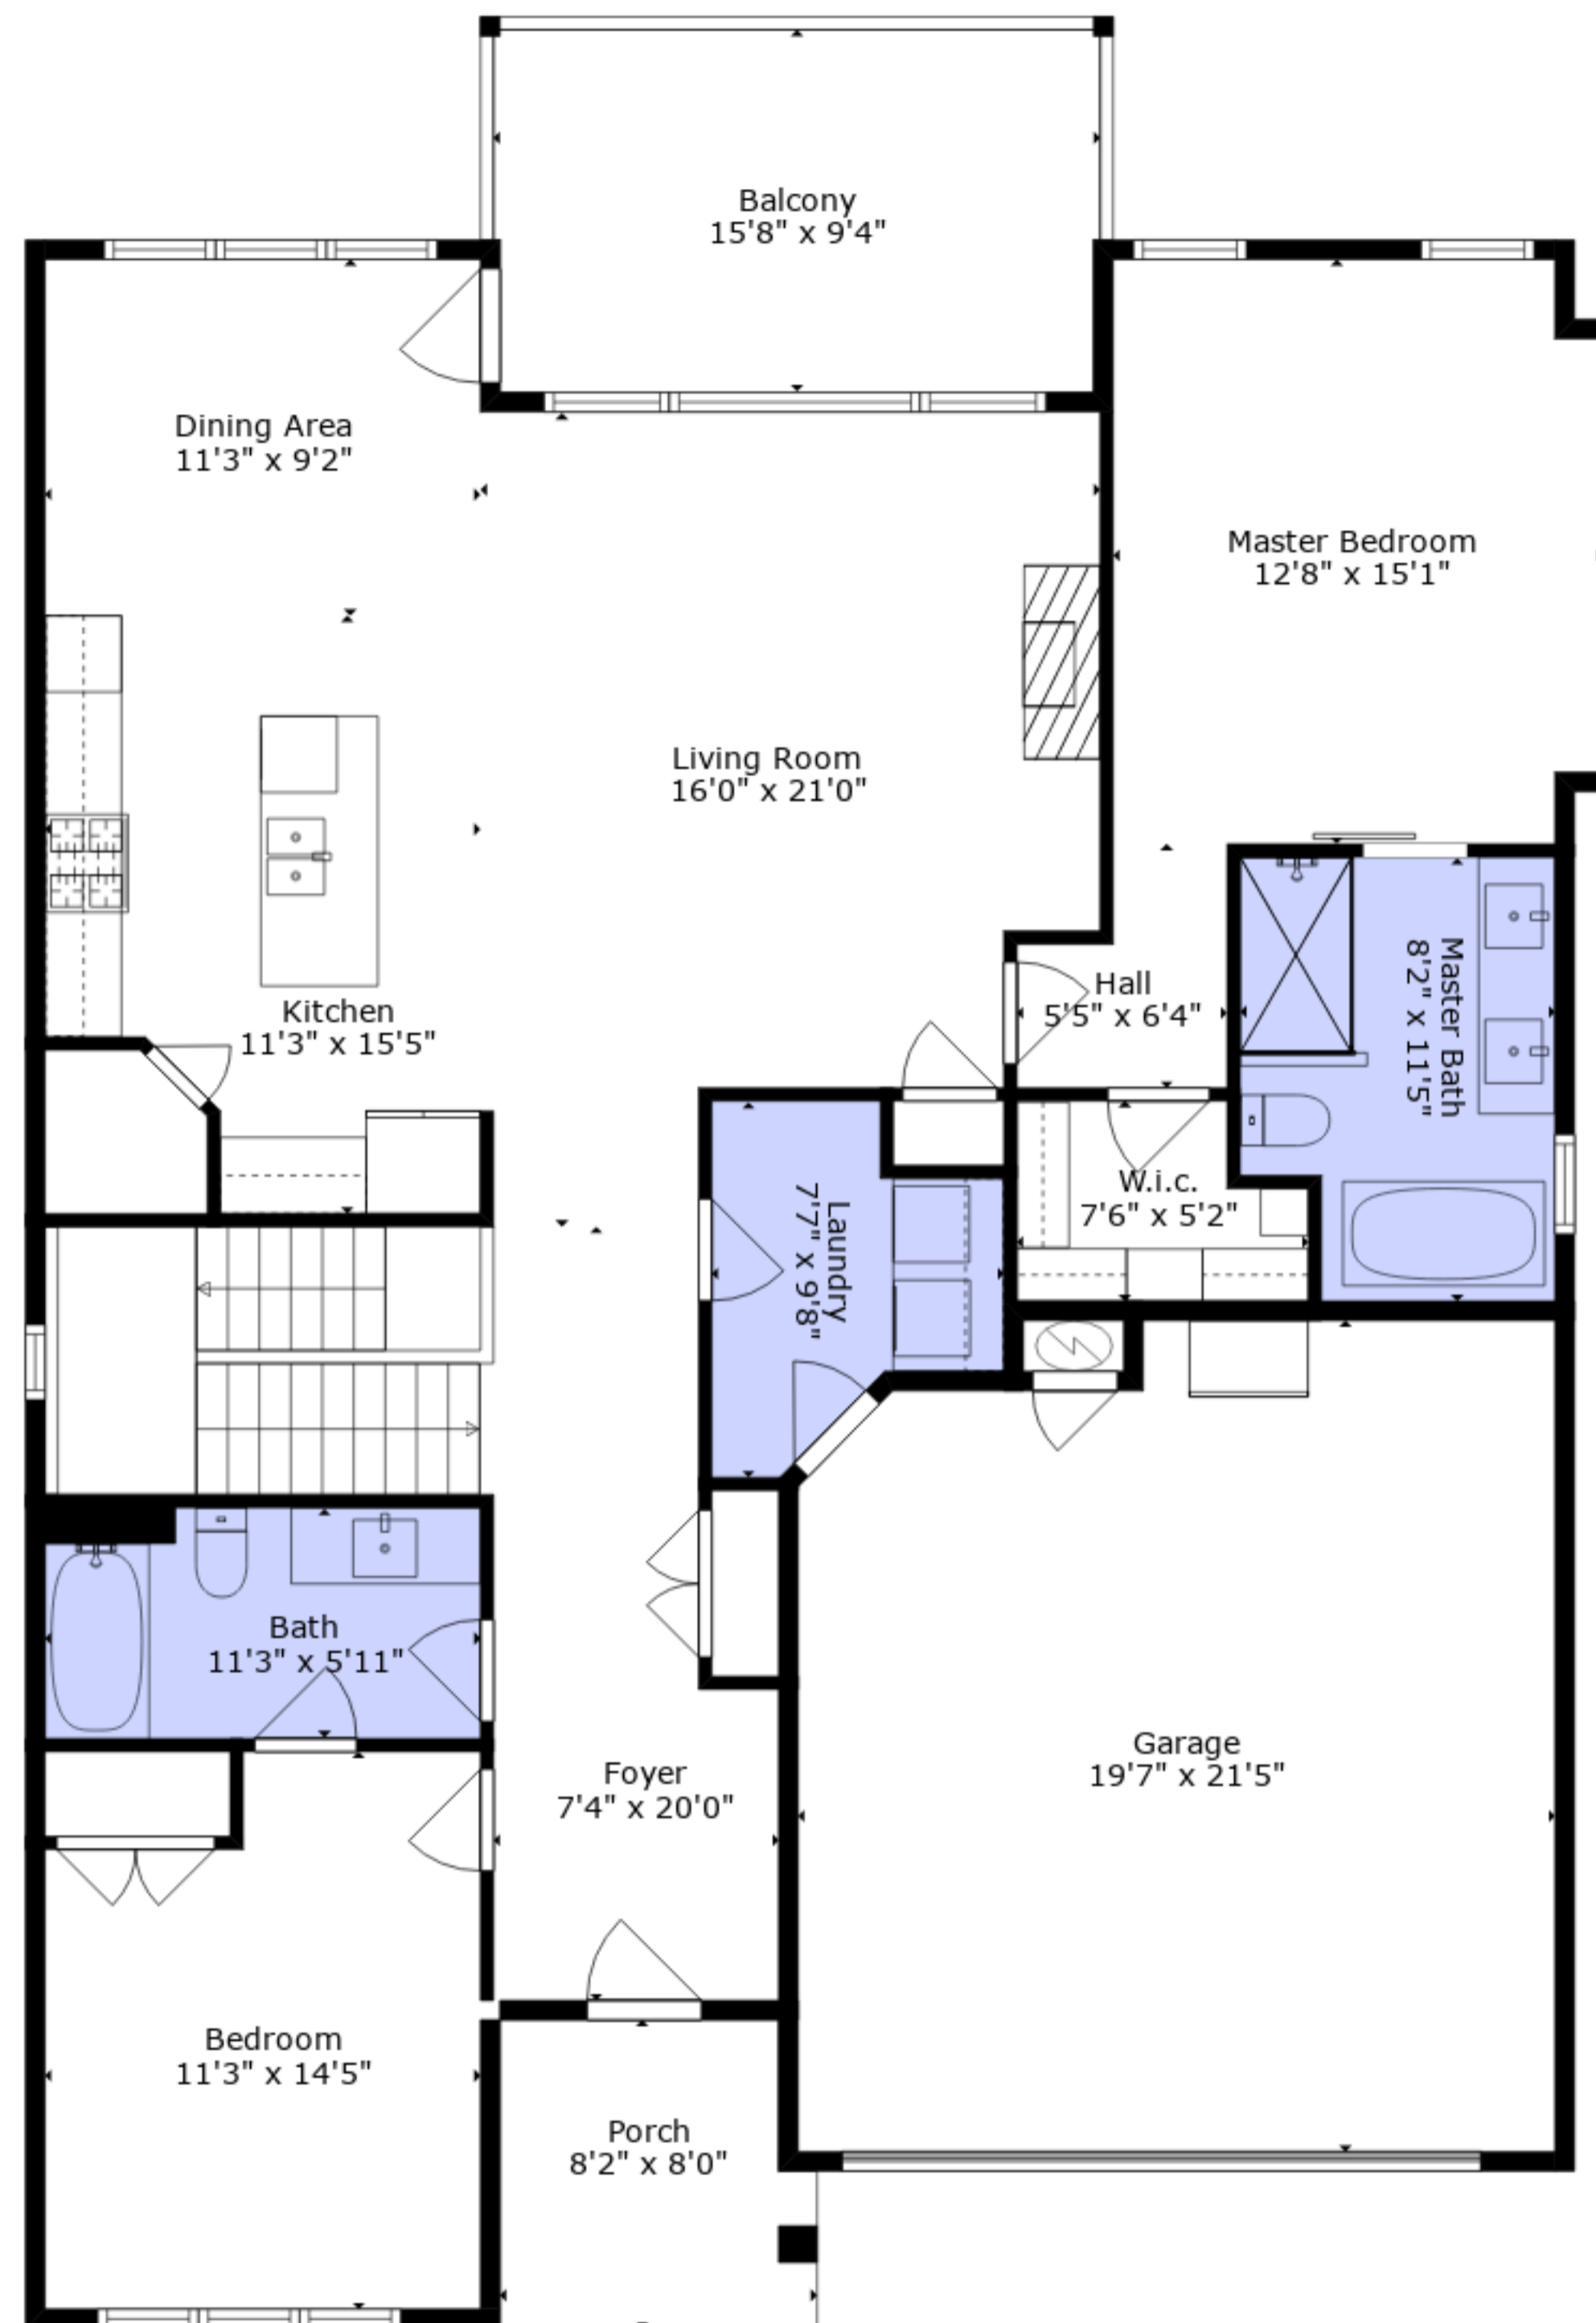 Balcony
15'8" x 9'4"
Dining Area
11'3" x 9'2"
Master Bedroom
12'8" x 15'1"
Living Room
16'0" x 21'0"
Kitchen
11'3" x 15'5"
Hall
5'5" x 6'4"
Master Bath
8'2" x 11'5"
W.i.c.
7'6" x 5'2"
Laundry
7'7" x 9'8"
Bath
11'3" x 5'11"
Foyer
7'4" x 20'0"
Garage
19'7" x 21'5"
Bedroom
11'3" x 14'5"
Porch
8'2" x 8'0"